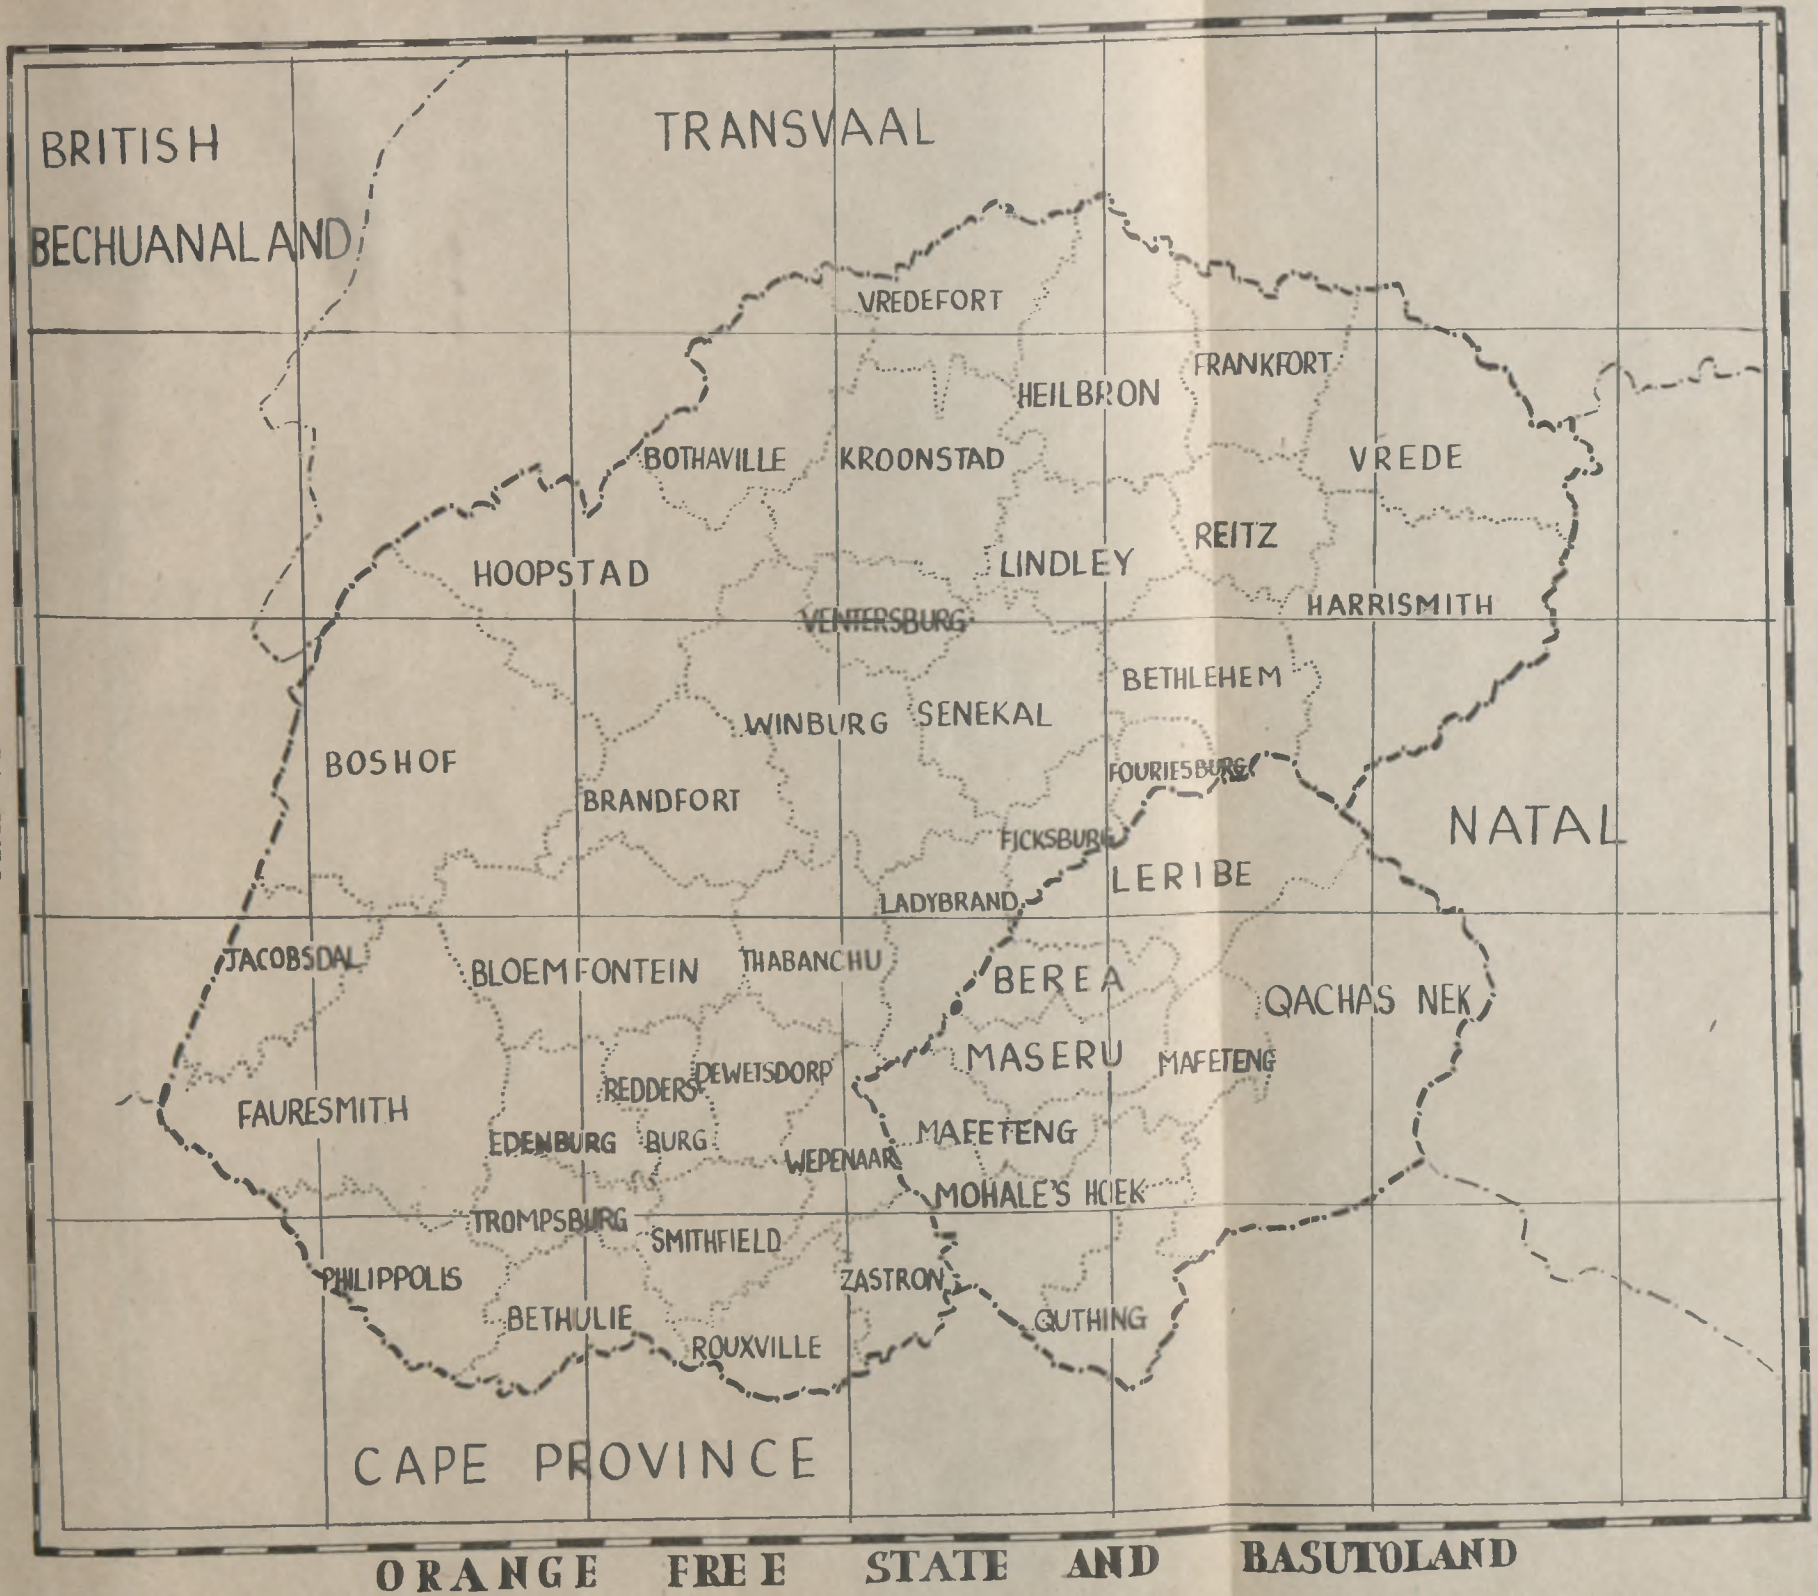 BRITISH
BECHUANALAND
TRANSVAAL
VREDEFORT
FRANKFORT
HEILBRON
BOTHAVILLE
KROONSTAD
VREDE
REITZ
HOOPSTAD
LINDLEY
VENTERSBURG
HARRISMITH
BETHLEHEM
WINBURG
SENEKAL
BOSHOF
BRANDFORT
FOURIESBURG
NATAL
FICKSBURG
LERIBE
LADYBRAND
JACOBSDAL
BLOEMFONTEIN
THABANCHU
BEREA
QACHAS NEK
MASERU
MAFETENG
REDDERS
DEWETSDORP
FAURESMITH
EDENBURG
BURG
MAFETENG
WEPENAAR
MOHALE'S HOEK
TROMPSBURG
SMITHFIELD
PHILIPPOLIS
ZASTRON
BETHULIE
ROUXVILLE
QUTHING
CAPE PROVINCE
ORANGE FREE STATE AND BASUTOLAND